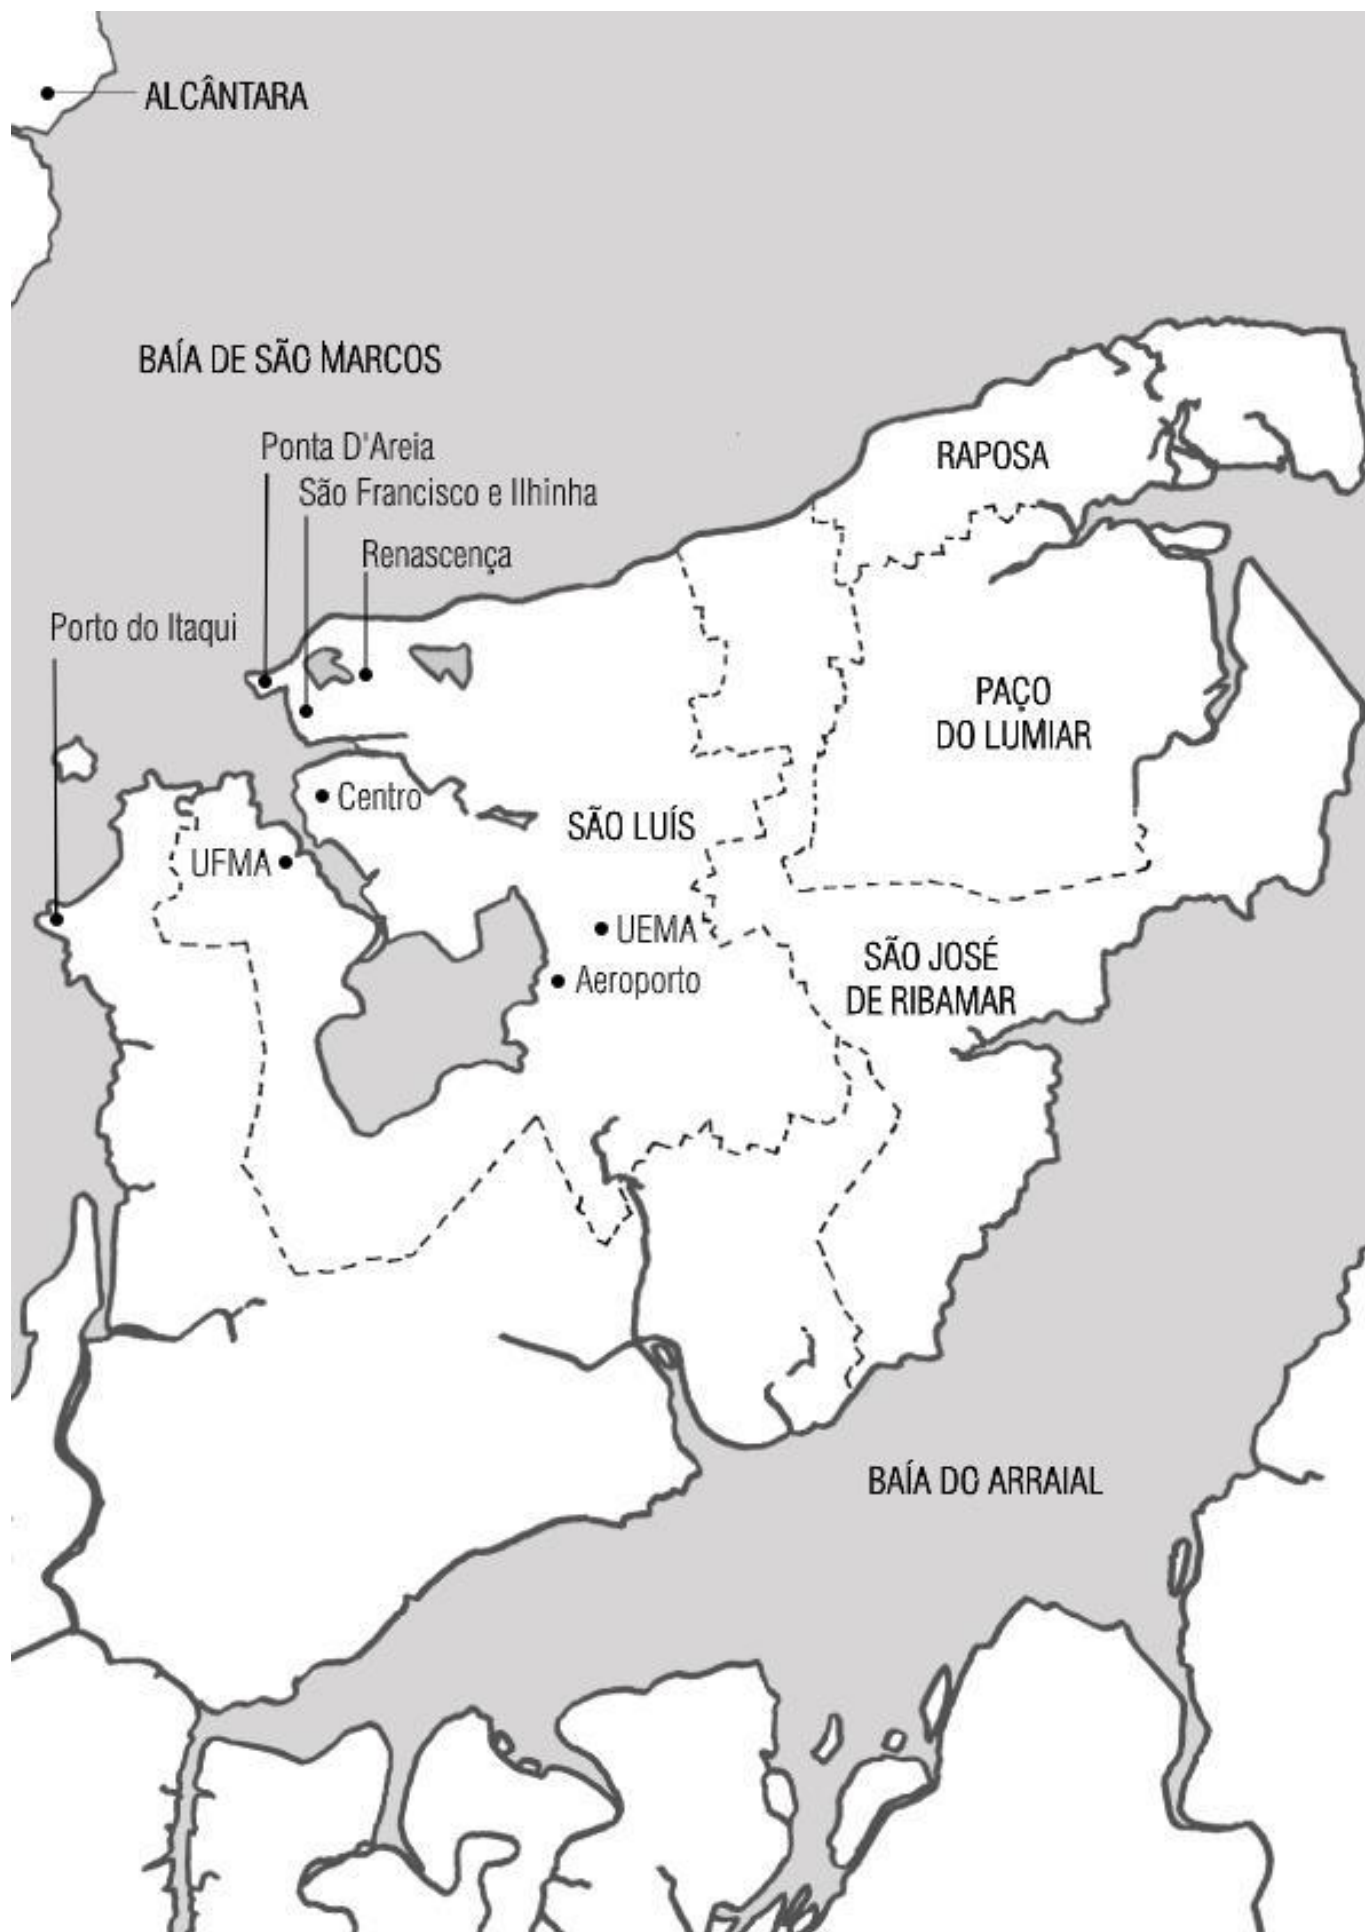 ALCÂNTARA
BAÍA DE SÃO MARCOS
Ponta D'Areia
RAPOSA
São Francisco e Ilhinha
Renascença
Porto do Itaqui
PAÇO
DO LUMIAR
Centro
SÃO LUÍS
UFMA
UEMA
SÃO JOSÉ
DE RIBAMAR
Aeroporto
BAÍA DO ARRAIAL